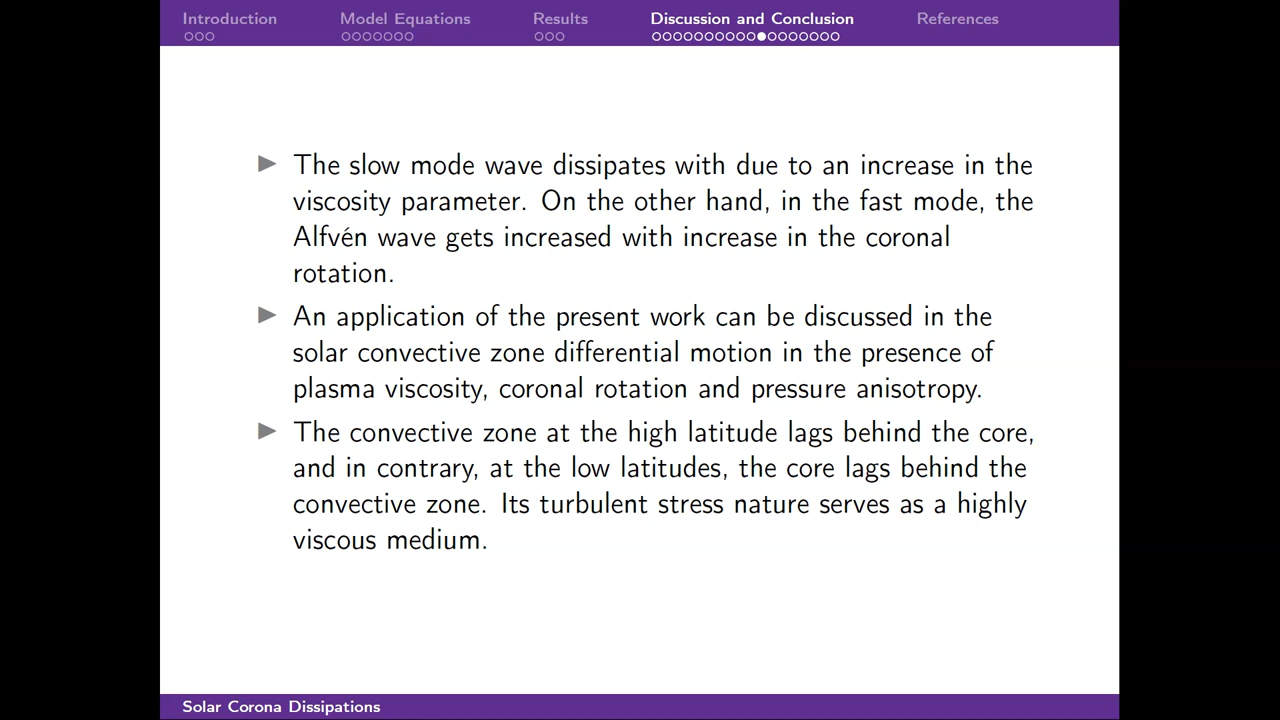 Introduction Model Equations Results Discussion and Conclusion References
The slow mode wave dissipates with due to an increase in the
viscosity parameter. On the other hand, in the fast mode, the
Alfvén wave gets increased with increase in the coronal
rotation.
An application of the present work can be discussed in the
solar convective zone differential motion in the presence of
plasma viscosity, coronal rotation and pressure anisotropy.
The convective zone at the high latitude lags behind the core,
and in contrary, at the low latitudes, the core lags behind the
convective zone. Its turbulent stress nature serves as a highly
viscous medium.
Solar Corona Dissipations